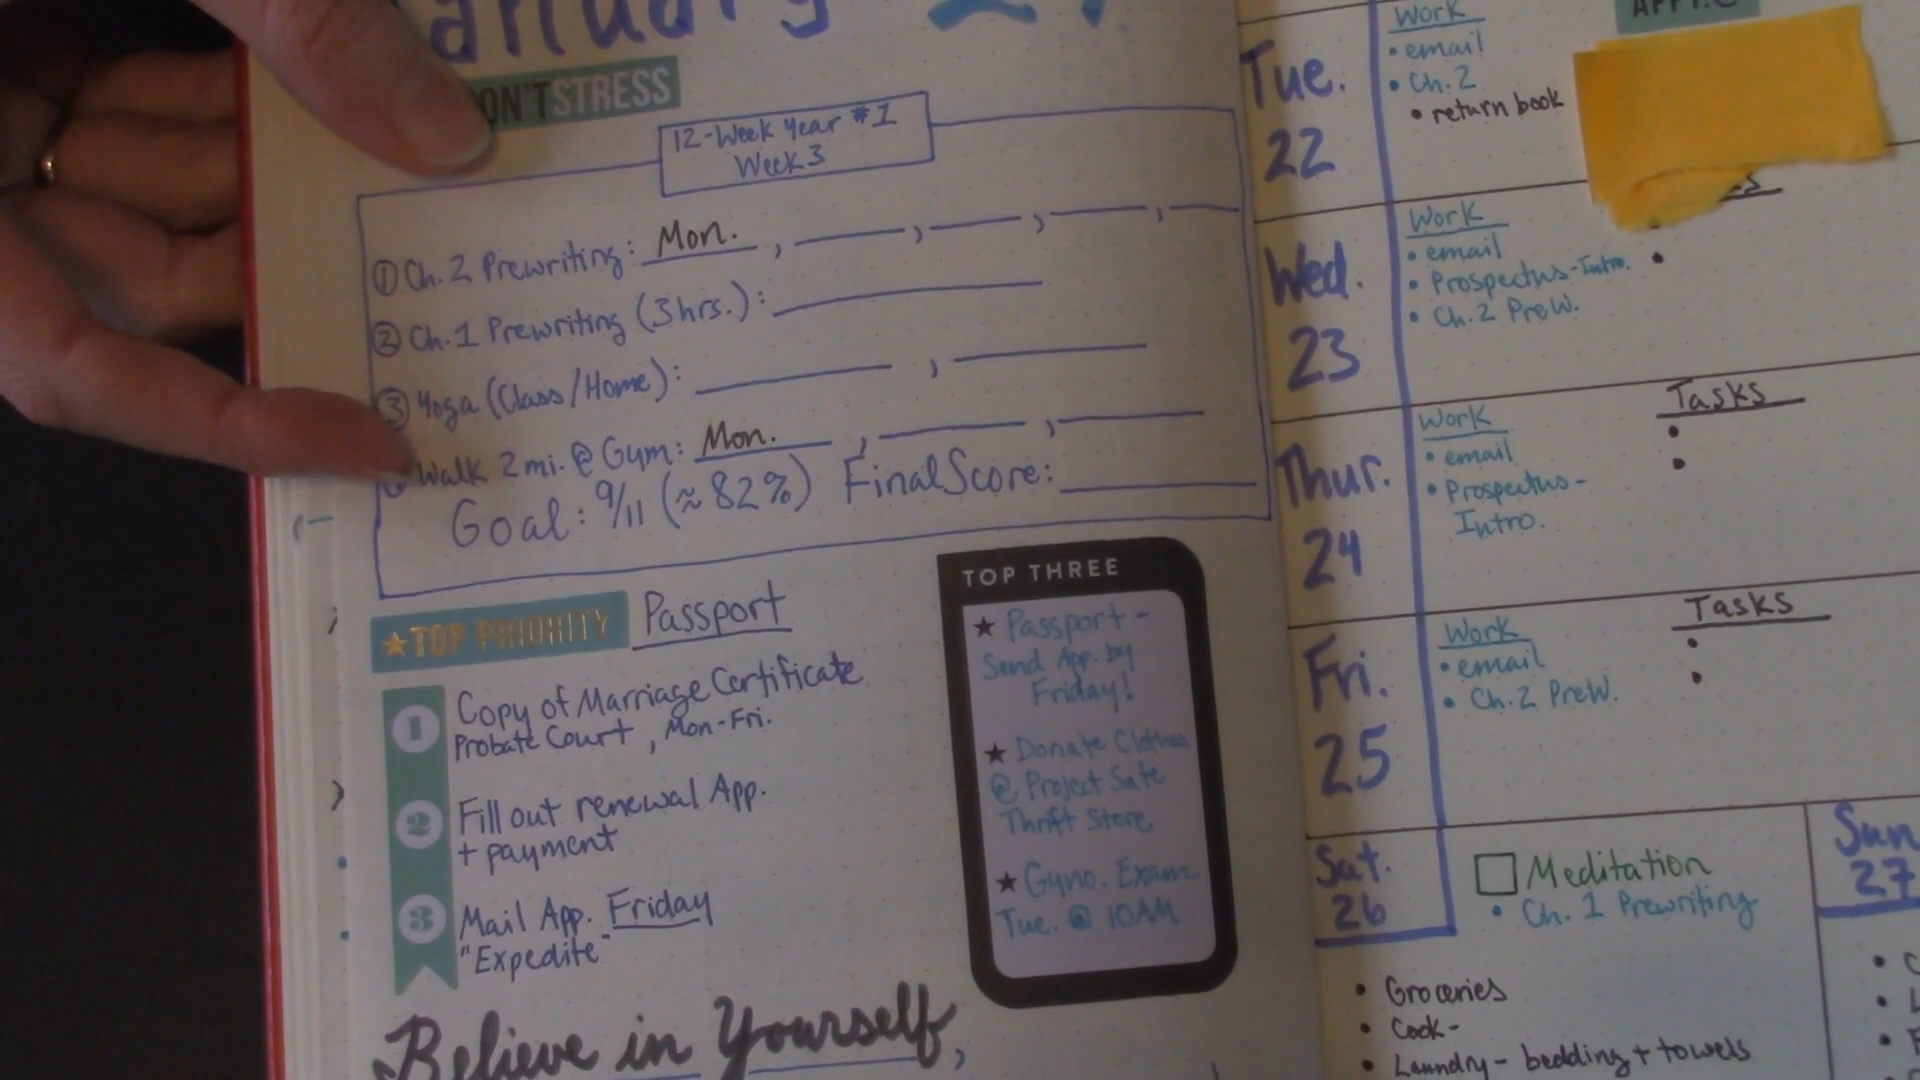 January
DON'T STRESS
12-Week Year #1
Week 3
① Ch. 2 Prewriting: Mon. , , , ,
② Ch. 1 Prewriting (3 hrs.):
③ Yoga (Class/Home): ,
Walk 2 mi. @ Gym: Mon. , ,
Goal: 9/11 (≈ 82%) Final Score:
★TOP PRIORITY Passport
1 Copy of Marriage Certificate
Probate Court, Mon-Fri.
2 Fill out renewal App.
+ payment
3 Mail App. Friday
"Expedite"
Believe in Yourself,
TOP THREE
★ Passport -
Send App. by
Friday!
★ Donate Clothes
@ Project Safe
Thrift Store
★ Gyno. Exam
Tue. @ 10AM
Tue.
22
Work
• email
• Ch. 2
• return book
Wed.
23
Work
• email
• Prospectus-Intro.
• Ch. 2 PreW.
Thur.
24
Work
• email
• Prospectus-
Intro.
Tasks
Fri.
25
Work
• email
• Ch. 2 PreW.
Tasks
Sat.
26
Meditation
• Ch. 1 Prewriting
• Groceries
• Cook-
• Laundry - bedding + towels
Sun
27